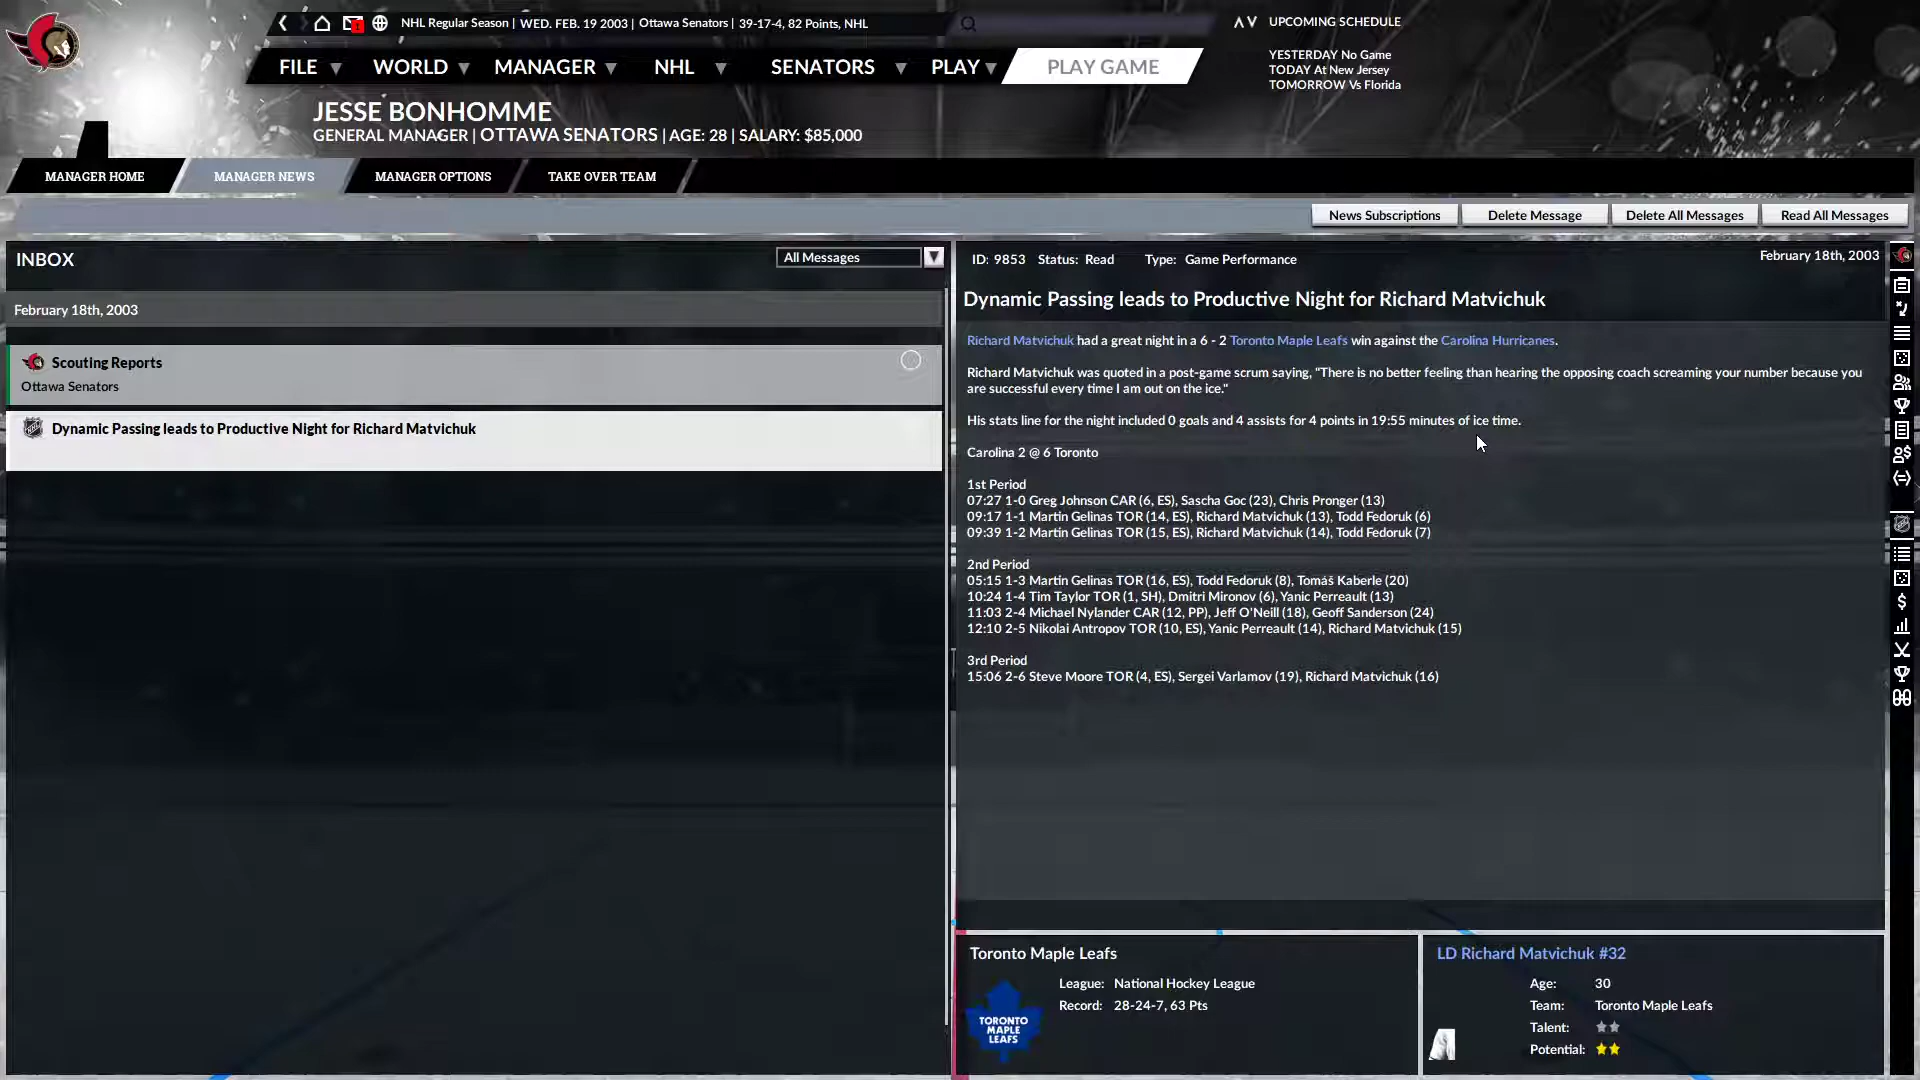 NHL Regular Season | WED. FEB. 19 2003 | Ottawa Senators | 39-17-4, 82 Points, NHL
UPCOMING SCHEDULE
YESTERDAY No Game
TODAY At New Jersey
TOMORROW Vs Florida
FILE WORLD MANAGER NHL SENATORS PLAY PLAY GAME
JESSE BONHOMME
GENERAL MANAGER | OTTAWA SENATORS | AGE: 28 | SALARY: $85,000
MANAGER HOME MANAGER NEWS MANAGER OPTIONS TAKE OVER TEAM
News Subscriptions Delete Message Delete All Messages Read All Messages
INBOX
All Messages
February 18th, 2003
Scouting Reports
Ottawa Senators
Dynamic Passing leads to Productive Night for Richard Matvichuk
ID: 9853 Status: Read Type: Game Performance
February 18th, 2003
Dynamic Passing leads to Productive Night for Richard Matvichuk
Richard Matvichuk had a great night in a 6 - 2 Toronto Maple Leafs win against the Carolina Hurricanes.
Richard Matvichuk was quoted in a post-game scrum saying, "There is no better feeling than hearing the opposing coach screaming your number because you
are successful every time I am out on the ice."
His stats line for the night included 0 goals and 4 assists for 4 points in 19:55 minutes of ice time.
Carolina 2 @ 6 Toronto
1st Period
07:27 1-0 Greg Johnson CAR (6, ES), Sascha Goc (23), Chris Pronger (13)
09:17 1-1 Martin Gelinas TOR (14, ES), Richard Matvichuk (13), Todd Fedoruk (6)
09:39 1-2 Martin Gelinas TOR (15, ES), Richard Matvichuk (14), Todd Fedoruk (7)
2nd Period
05:15 1-3 Martin Gelinas TOR (16, ES), Todd Fedoruk (8), Tomáš Kaberle (20)
10:24 1-4 Tim Taylor TOR (1, SH), Dmitri Mironov (6), Yanic Perreault (13)
11:03 2-4 Michael Nylander CAR (12, PP), Jeff O'Neill (18), Geoff Sanderson (24)
12:10 2-5 Nikolai Antropov TOR (10, ES), Yanic Perreault (14), Richard Matvichuk (15)
3rd Period
15:06 2-6 Steve Moore TOR (4, ES), Sergei Varlamov (19), Richard Matvichuk (16)
Toronto Maple Leafs
League: National Hockey League
Record: 28-24-7, 63 Pts
TORONTO
MAPLE
LEAFS
LD Richard Matvichuk #32
Age: 30
Team: Toronto Maple Leafs
Talent:
Potential: